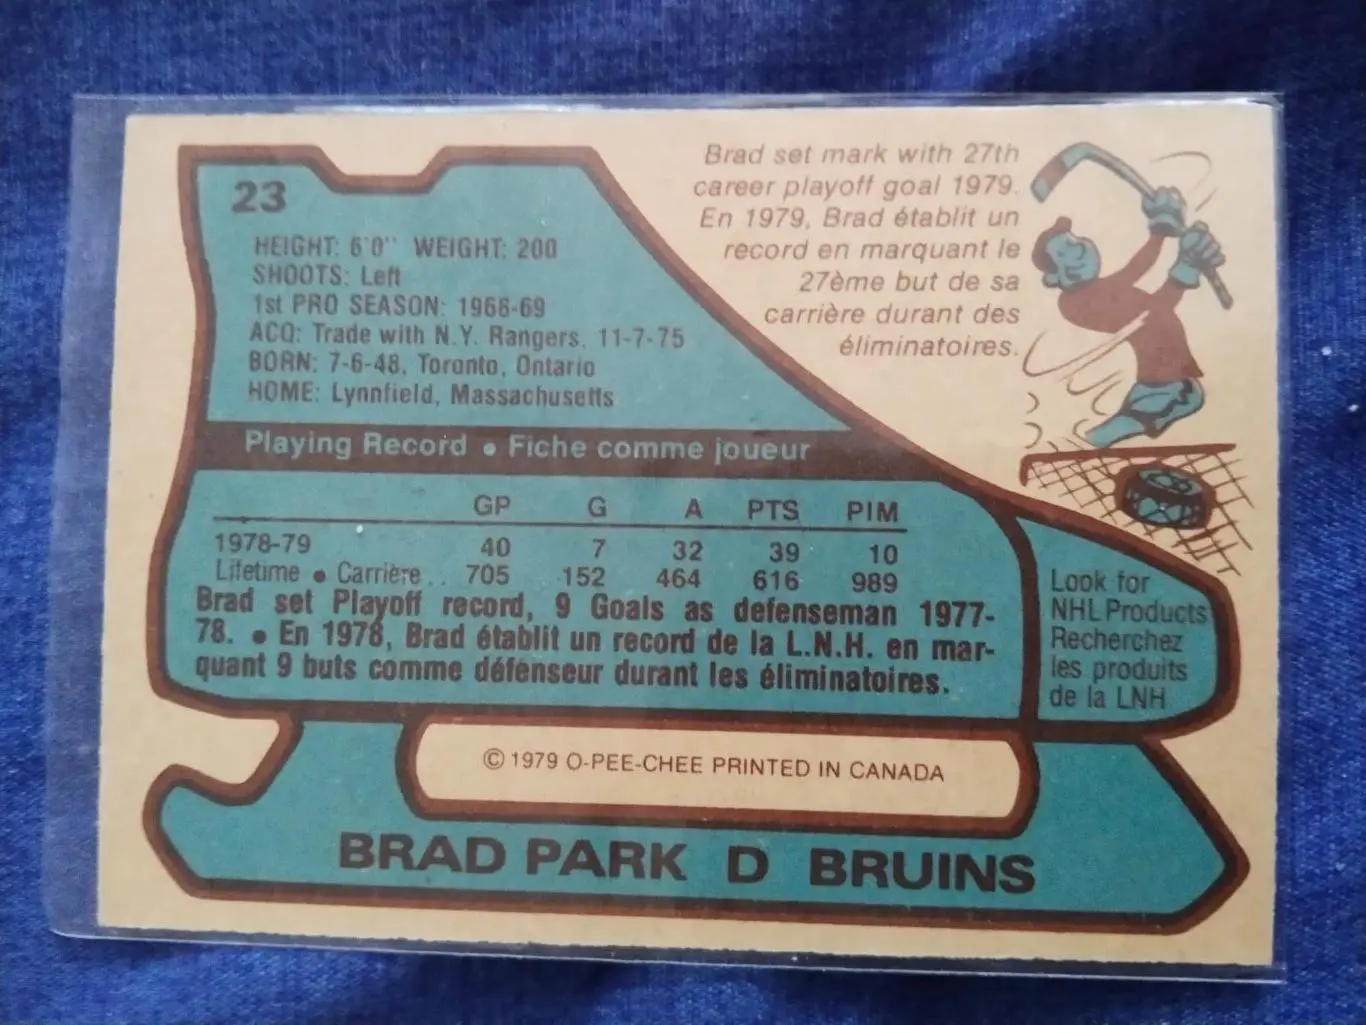 23
HEIGHT: 6'0" WEIGHT: 200
SHOOTS: Left
1st PRO SEASON: 1968-69
ACQ: Trade with N.Y. Rangers, 11-7-75
BORN: 7-6-48, Toronto, Ontario
HOME: Lynnfield, Massachusetts
Brad set mark with 27th
career playoff goal 1979.
En 1979, Brad établit un
record en marquant le
27ème but de sa
carrière durant des
éliminatoires.
Playing Record • Fiche comme joueur
GP G A PTS PIM
1978-79 40 7 32 39 10
Lifetime • Carrière .. 705 152 464 616 989
Brad set Playoff record, 9 Goals as defenseman 1977-
78. • En 1978, Brad établit un record de la L.N.H. en mar-
quant 9 buts comme défenseur durant les éliminatoires.
Look for
NHL Products
Recherchez
les produits
de la LNH
© 1979 O-PEE-CHEE PRINTED IN CANADA
BRAD PARK D BRUINS